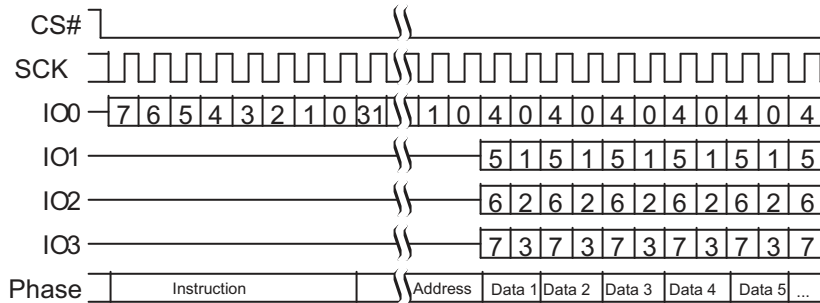 CS#
SCK
IO0 7 6 5 4 3 2 1 0 31 1 0 4 0 4 0 4 0 4 0 4 0 4
IO1 5 1 5 1 5 1 5 1 5 1 5
IO2 6 2 6 2 6 2 6 2 6 2 6
IO3 7 3 7 3 7 3 7 3 7 3 7
Phase Instruction Address Data 1 Data 2 Data 3 Data 4 Data 5 ...